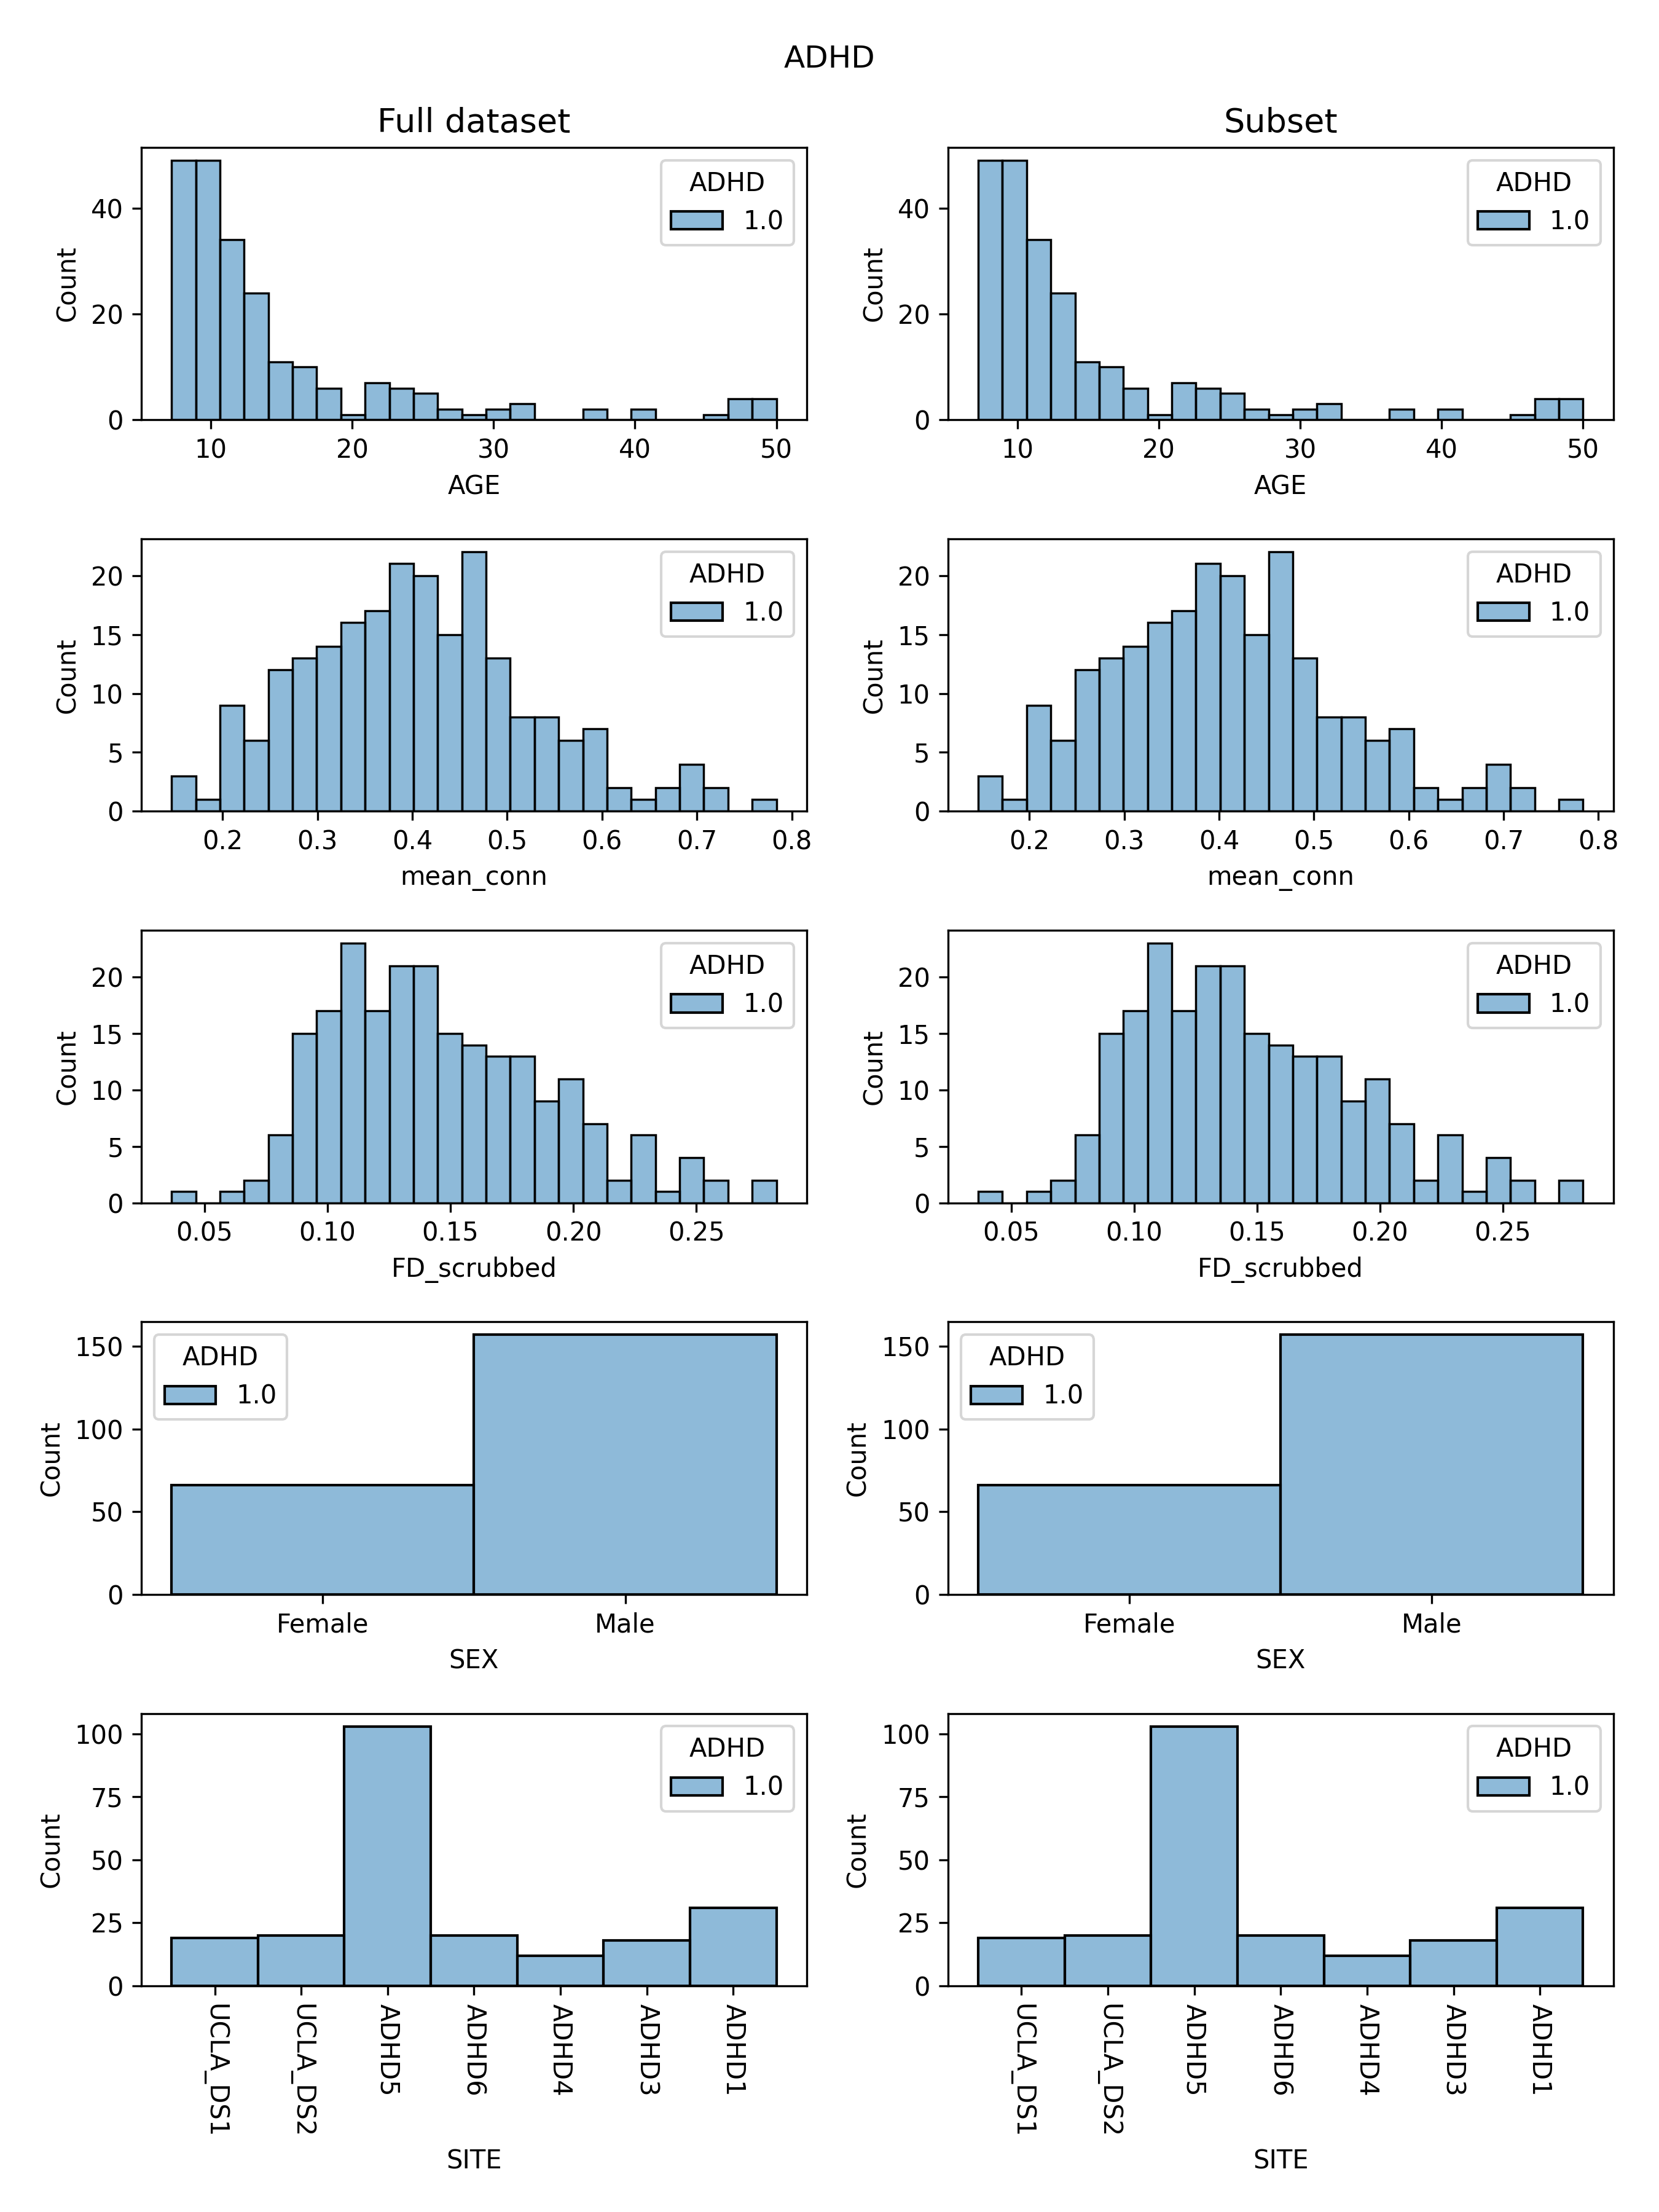 ADHD
Full dataset
Subset
40
20
0
Count
ADHD
1.0
10 20 30 40 50
AGE
40
20
0
Count
ADHD
1.0
10 20 30 40 50
AGE
20
15
10
5
0
Count
ADHD
1.0
0.2 0.3 0.4 0.5 0.6 0.7 0.8
mean_conn
20
15
10
5
0
Count
ADHD
1.0
0.2 0.3 0.4 0.5 0.6 0.7 0.8
mean_conn
20
15
10
5
0
Count
ADHD
1.0
0.05 0.10 0.15 0.20 0.25
FD_scrubbed
20
15
10
5
0
Count
ADHD
1.0
0.05 0.10 0.15 0.20 0.25
FD_scrubbed
150
100
50
0
Count
ADHD
1.0
Female Male
SEX
150
100
50
0
Count
ADHD
1.0
Female Male
SEX
100
75
50
25
0
Count
ADHD
1.0
UCLA_DS1
UCLA_DS2
ADHD5
ADHD6
ADHD4
ADHD3
ADHD1
SITE
100
75
50
25
0
Count
ADHD
1.0
UCLA_DS1
UCLA_DS2
ADHD5
ADHD6
ADHD4
ADHD3
ADHD1
SITE